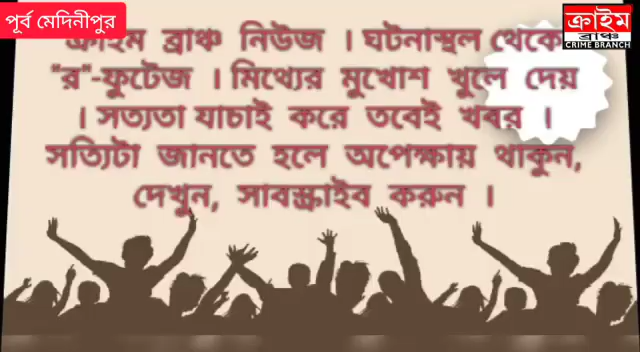 পূর্ব মেদিনীপুর
ক্রাইম
ব্রাঞ্চ
CRIME BRANCH
ক্রাইম ব্রাঞ্চ নিউজ । ঘটনাস্থল থেকে
"র"-ফুটেজ । মিথ্যের মুখোশ খুলে দেয়
। সত্যতা যাচাই করে তবেই খবর ।
সত্যিটা জানতে হলে অপেক্ষায় থাকুন,
দেখুন, সাবস্ক্রাইব করুন ।